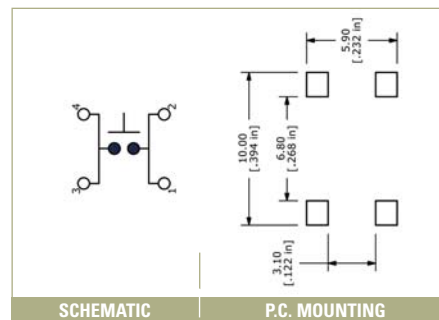 5.90
[.232 in]
4
2
3
1
10.00
[.394 in]
6.80
[.268 in]
3.10
[.122 in]
SCHEMATIC
P.C. MOUNTING